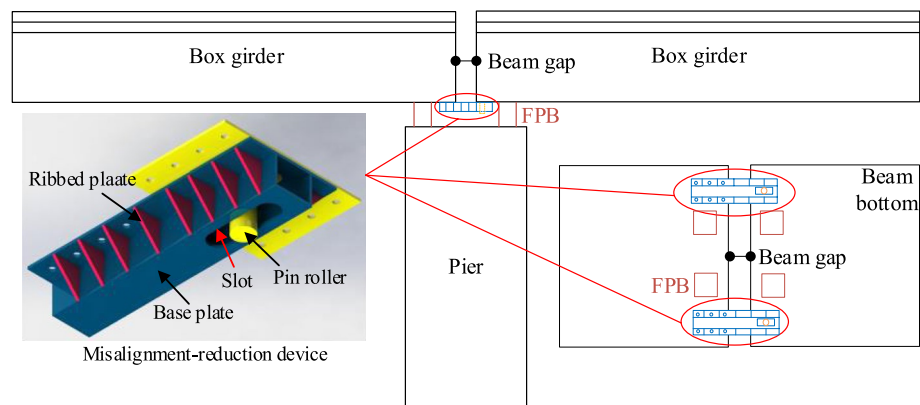 Box girder
Beam gap
Box girder
FPB
Ribbed plaate
Slot
Pin roller
Base plate
Misalignment-reduction device
Pier
Beam
bottom
Beam gap
FPB